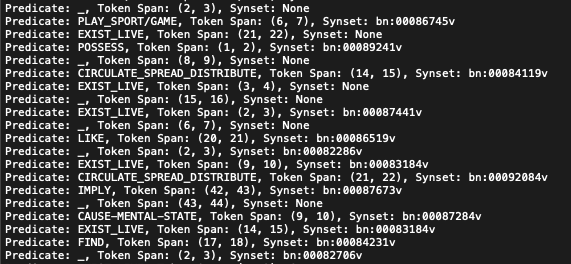 Predicate: _, Token Span: (2, 3), Synset: None
Predicate: PLAY_SPORT/GAME, Token Span: (6, 7), Synset: bn:00086745v
Predicate: EXIST_LIVE, Token Span: (21, 22), Synset: None
Predicate: POSSESS, Token Span: (1, 2), Synset: bn:00089241v
Predicate: _, Token Span: (8, 9), Synset: None
Predicate: CIRCULATE_SPREAD_DISTRIBUTE, Token Span: (14, 15), Synset: bn:00084119v
Predicate: EXIST_LIVE, Token Span: (3, 4), Synset: None
Predicate: _, Token Span: (15, 16), Synset: None
Predicate: EXIST_LIVE, Token Span: (2, 3), Synset: bn:00087441v
Predicate: _, Token Span: (6, 7), Synset: None
Predicate: LIKE, Token Span: (20, 21), Synset: bn:00086519v
Predicate: _, Token Span: (2, 3), Synset: bn:00082286v
Predicate: EXIST_LIVE, Token Span: (9, 10), Synset: bn:00083184v
Predicate: CIRCULATE_SPREAD_DISTRIBUTE, Token Span: (21, 22), Synset: bn:00092084v
Predicate: IMPLY, Token Span: (42, 43), Synset: bn:00087673v
Predicate: _, Token Span: (43, 44), Synset: None
Predicate: CAUSE-MENTAL-STATE, Token Span: (9, 10), Synset: bn:00087284v
Predicate: EXIST_LIVE, Token Span: (14, 15), Synset: bn:00083184v
Predicate: FIND, Token Span: (17, 18), Synset: bn:00084231v
Predicate: _, Token Span: (2, 3), Synset: bn:00082706v